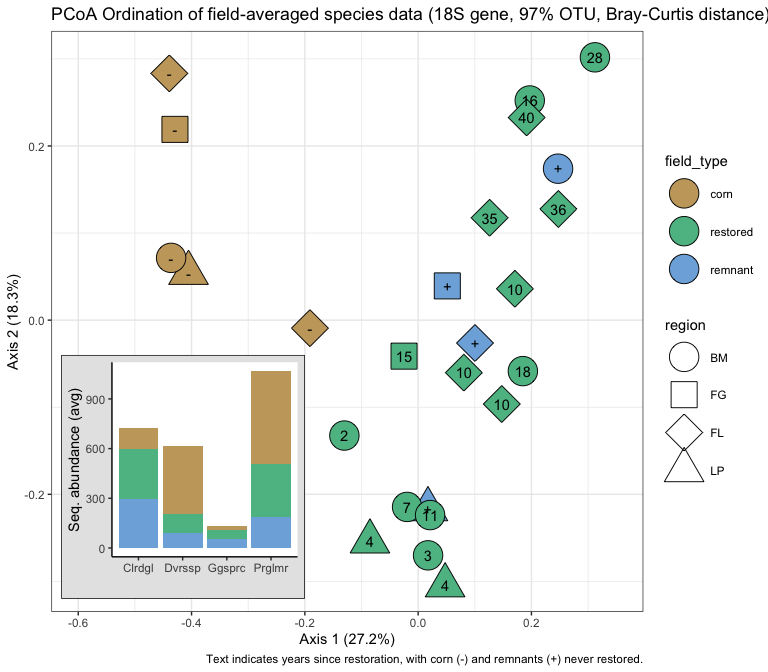 PCoA Ordination of field-averaged species data (18S gene, 97% OTU, Bray-Curtis distance)
28
-
16
40
-
+
36
35
-
-
+
10
-
+
15
10
18
10
2
7
+
11
4
3
4
0.2
0.0
-0.2
Axis 2 (18.3%)
-0.6
-0.4
-0.2
0.0
0.2
Axis 1 (27.2%)
Seq. abundance (avg)
900
600
300
0
Clrdgl
Dvrssp
Ggsprc
Prglmr
field_type
corn
restored
remnant
region
BM
FG
FL
LP
Text indicates years since restoration, with corn (-) and remnants (+) never restored.